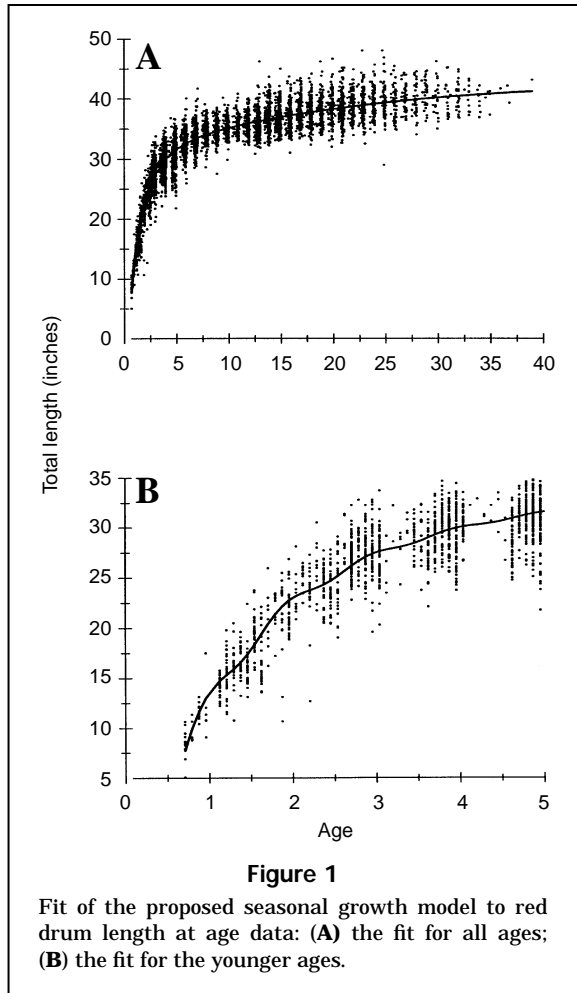 A
50
40
30
20
10
0
0 5 10 15 20 25 30 35 40
Total length (inches)
B
35
30
25
20
15
10
5
0 1 2 3 4 5
Age
Figure 1
Fit of the proposed seasonal growth model to red
drum length at age data: (A) the fit for all ages;
(B) the fit for the younger ages.